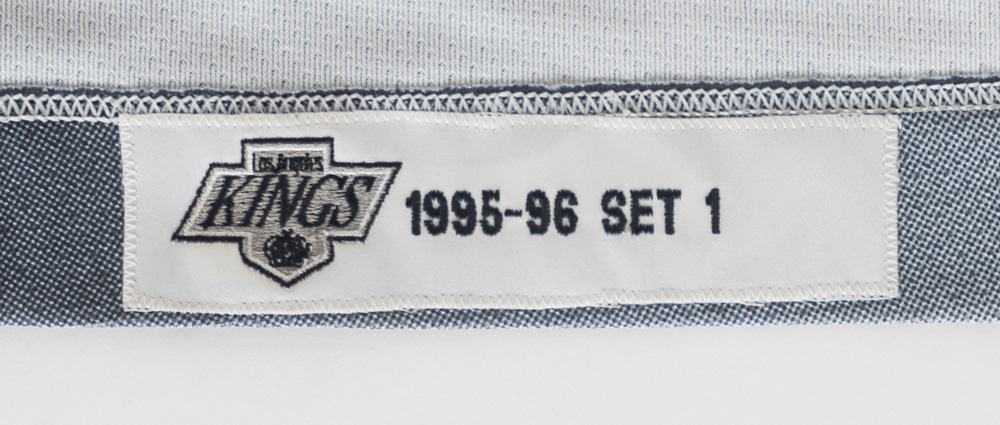 Los Angeles
KINGS
1995-96 SET 1